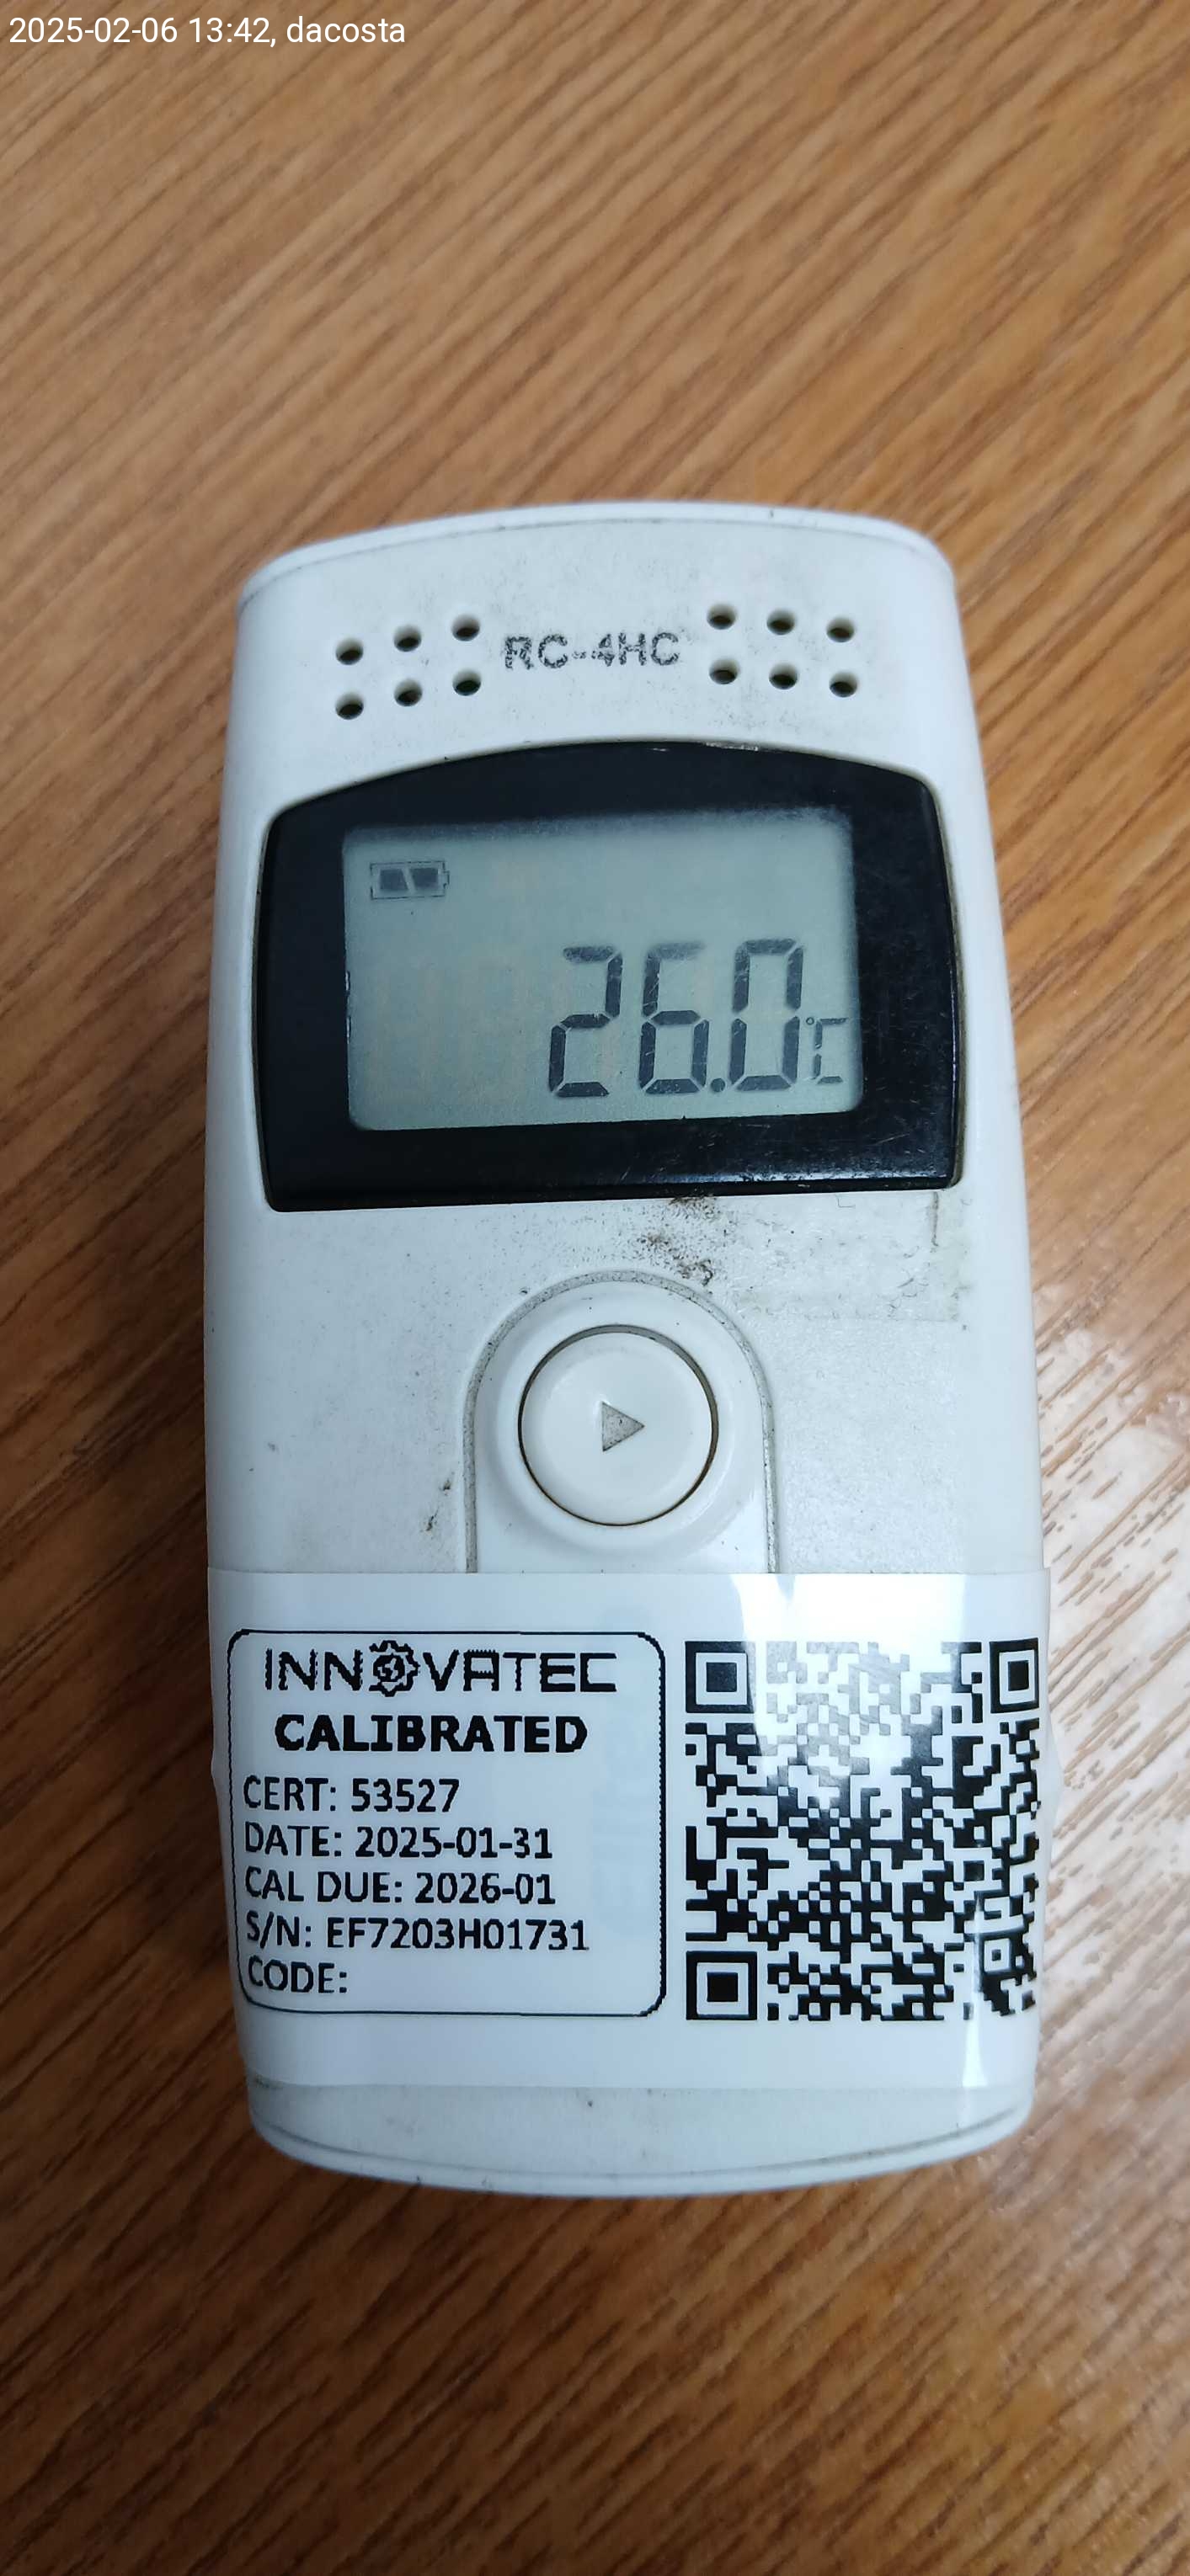 2025-02-06 13:42, dacosta
RC-4HC
26.0°C
INNOVATEC
CALIBRATED
CERT: 53527
DATE: 2025-01-31
CAL DUE: 2026-01
S/N: EF7203H01731
CODE: